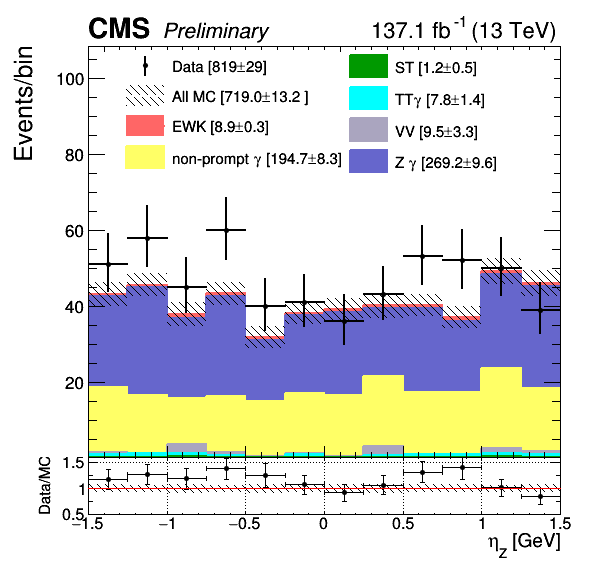 CMS Preliminary 137.1 fb⁻¹ (13 TeV)
Events/bin
Data [819±29]
All MC [719.0±13.2 ]
EWK [8.9±0.3]
non-prompt γ [194.7±8.3]
ST [1.2±0.5]
TTγ [7.8±1.4]
VV [9.5±3.3]
Z γ [269.2±9.6]
100
80
60
40
20
Data/MC
1.5
1
0.5
−1.5 −1 −0.5 0 0.5 1 1.5
η_Z [GeV]